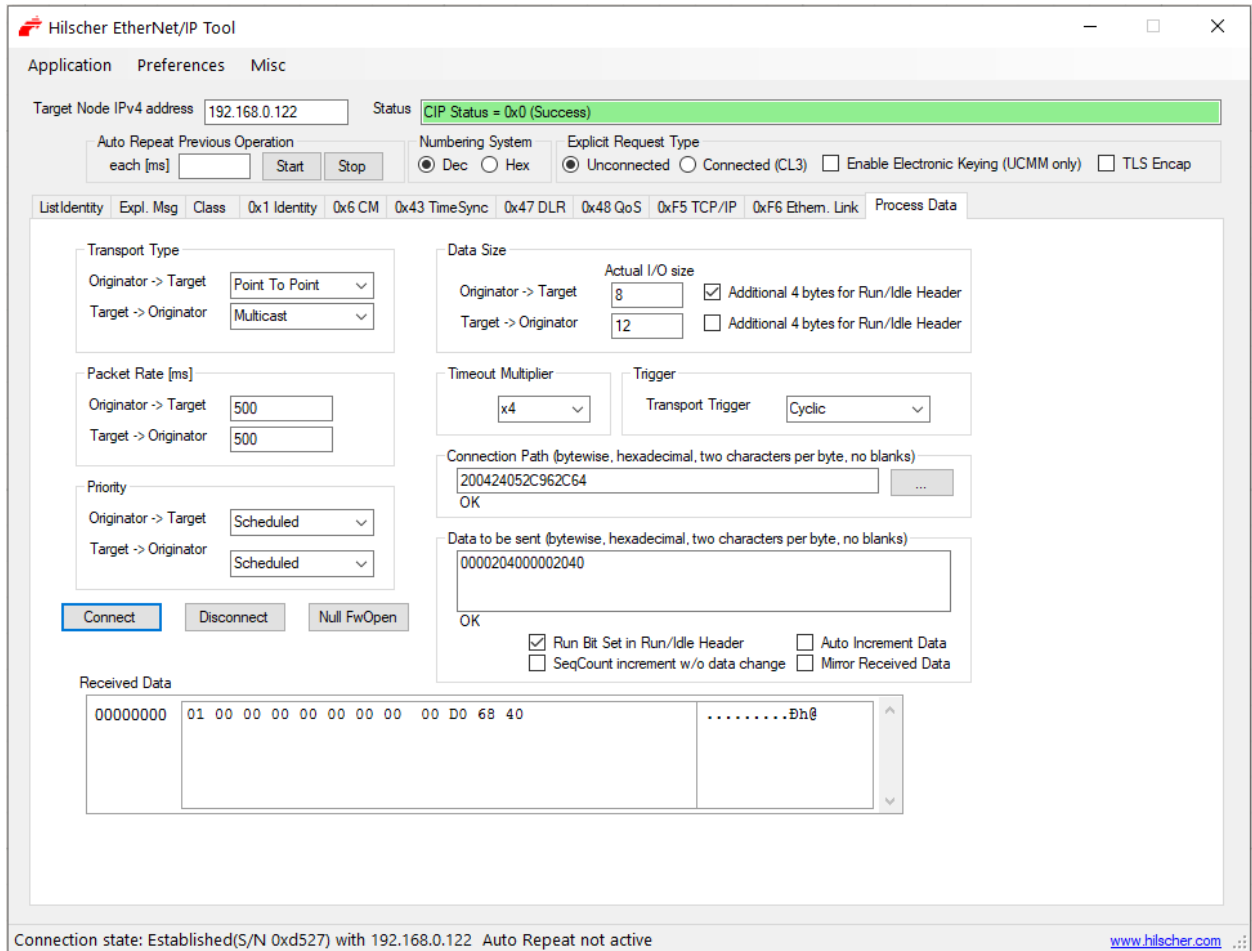 Hilscher EtherNet/IP Tool
Application Preferences Misc
Target Node IPv4 address 192.168.0.122 Status CIP Status = 0x0 (Success)
Auto Repeat Previous Operation Numbering System Explicit Request Type
each [ms] Start Stop Dec Hex Unconnected Connected (CL3) Enable Electronic Keying (UCMM only) TLS Encap
ListIdentity Expl. Msg Class 0x1 Identity 0x6 CM 0x43 TimeSync 0x47 DLR 0x48 QoS 0xF5 TCP/IP 0xF6 Ethern. Link Process Data
Transport Type
Originator -> Target Point To Point
Target -> Originator Multicast
Data Size
Actual I/O size
Originator -> Target 8 Additional 4 bytes for Run/Idle Header
Target -> Originator 12 Additional 4 bytes for Run/Idle Header
Packet Rate [ms]
Originator -> Target 500
Target -> Originator 500
Timeout Multiplier
x4
Trigger
Transport Trigger Cyclic
Connection Path (bytewise, hexadecimal, two characters per byte, no blanks)
200424052C962C64 ...
OK
Priority
Originator -> Target Scheduled
Target -> Originator Scheduled
Data to be sent (bytewise, hexadecimal, two characters per byte, no blanks)
0000204000002040
OK
Connect Disconnect Null FwOpen
Run Bit Set in Run/Idle Header Auto Increment Data
SeqCount increment w/o data change Mirror Received Data
Received Data
00000000 01 00 00 00 00 00 00 00 00 D0 68 40 .........Ðh@
Connection state: Established(S/N 0xd527) with 192.168.0.122 Auto Repeat not active www.hilscher.com